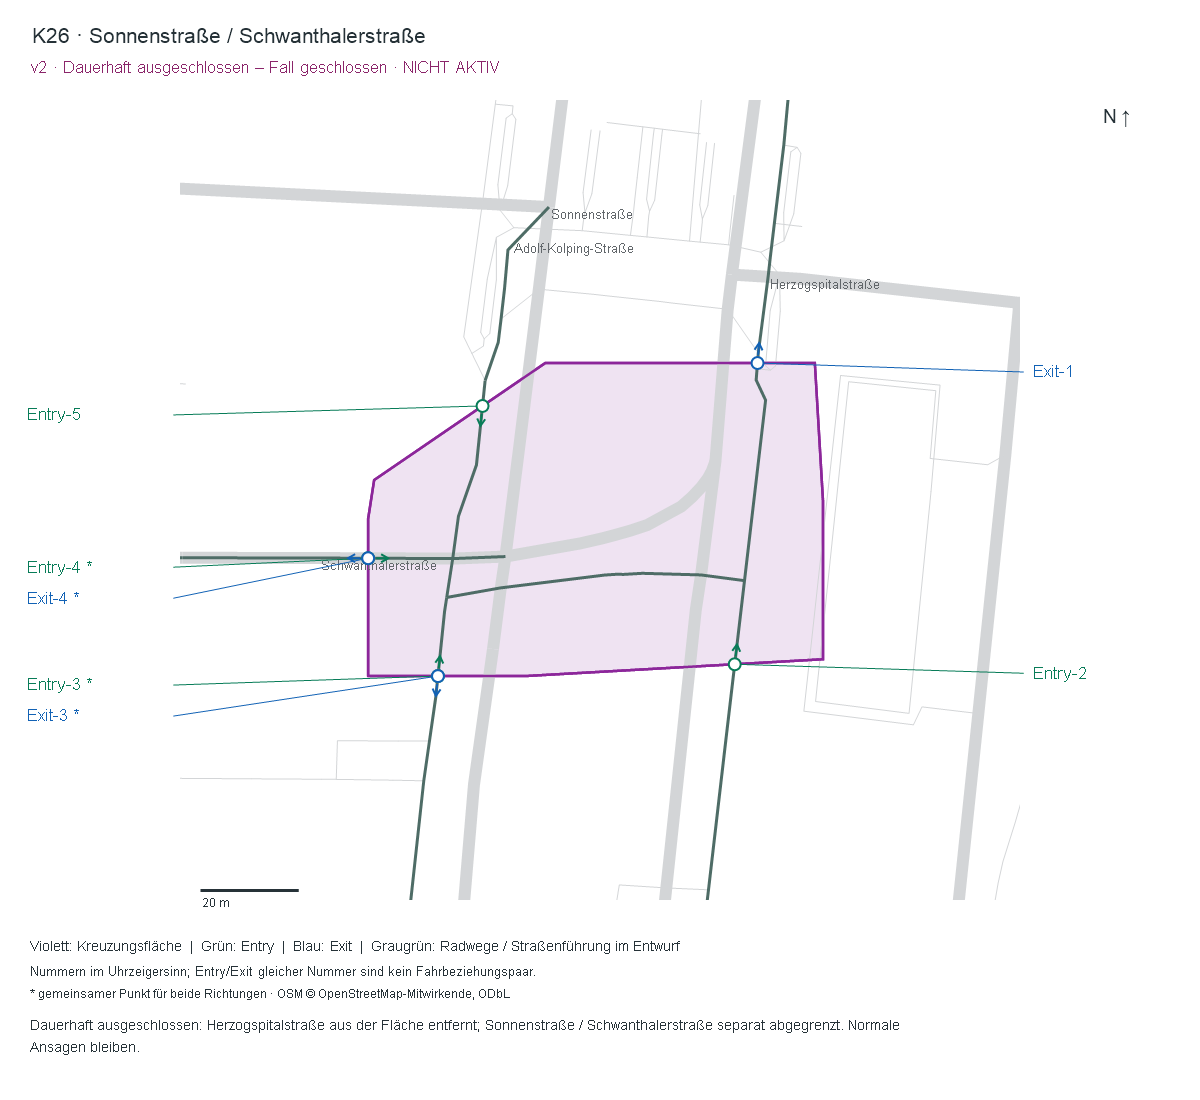 K26 · Sonnenstraße / Schwanthalerstraße
v2 · Dauerhaft ausgeschlossen – Fall geschlossen · NICHT AKTIV
N ↑
Sonnenstraße
Adolf-Kolping-Straße
Herzogspitalstraße
Exit-1
Entry-5
Entry-4 *
Schwanthalerstraße
Exit-4 *
Entry-2
Entry-3 *
Exit-3 *
20 m
Violett: Kreuzungsfläche | Grün: Entry | Blau: Exit | Graugrün: Radwege / Straßenführung im Entwurf
Nummern im Uhrzeigersinn; Entry/Exit gleicher Nummer sind kein Fahrbeziehungspaar.
* gemeinsamer Punkt für beide Richtungen · OSM © OpenStreetMap-Mitwirkende, ODbL
Dauerhaft ausgeschlossen: Herzogspitalstraße aus der Fläche entfernt; Sonnenstraße / Schwanthalerstraße separat abgegrenzt. Normale
Ansagen bleiben.